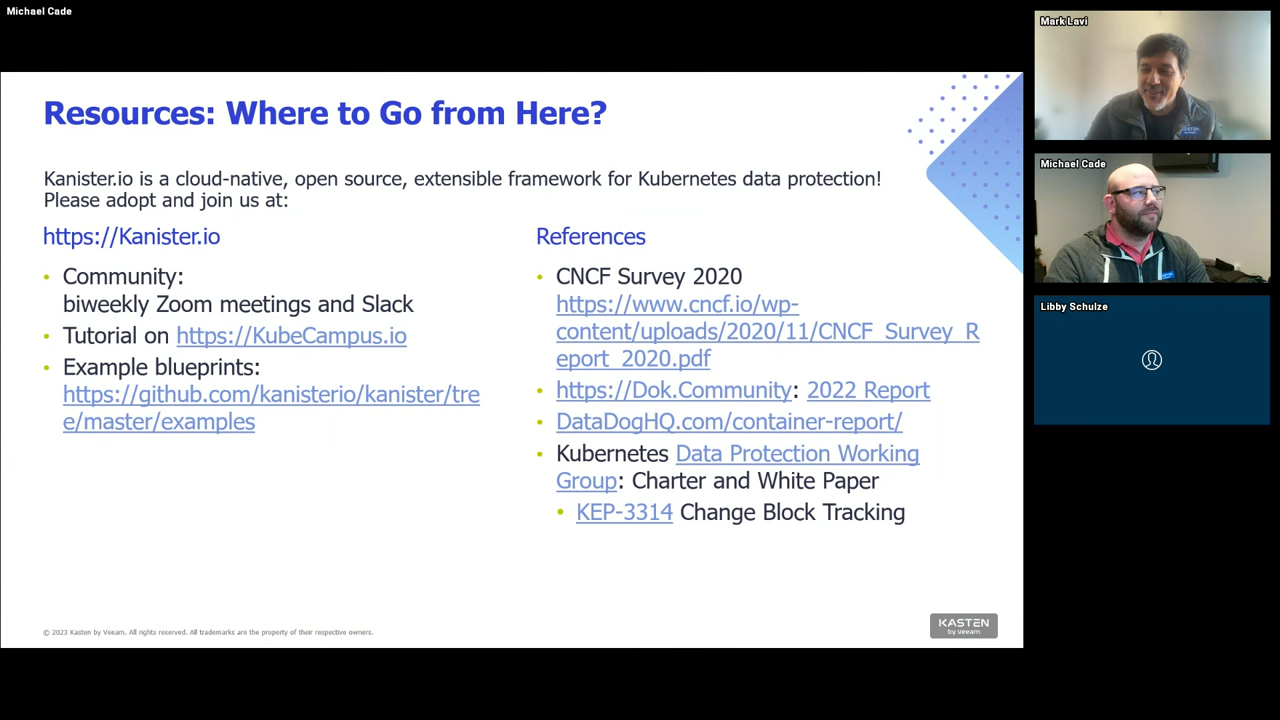 Michael Cade
Resources: Where to Go from Here?
Kanister.io is a cloud-native, open source, extensible framework for Kubernetes data protection!
Please adopt and join us at:
https://Kanister.io
• Community:
biweekly Zoom meetings and Slack
• Tutorial on https://KubeCampus.io
• Example blueprints:
https://github.com/kanisterio/kanister/tre
e/master/examples
References
• CNCF Survey 2020
https://www.cncf.io/wp-
content/uploads/2020/11/CNCF_Survey_R
eport_2020.pdf
• https://Dok.Community: 2022 Report
• DataDogHQ.com/container-report/
• Kubernetes Data Protection Working
Group: Charter and White Paper
• KEP-3314 Change Block Tracking
© 2023 Kasten by Veeam. All rights reserved. All trademarks are the property of their respective owners.
KASTEN
by veeam
Mark Lavi
KASTEN
Michael Cade
Libby Schulze